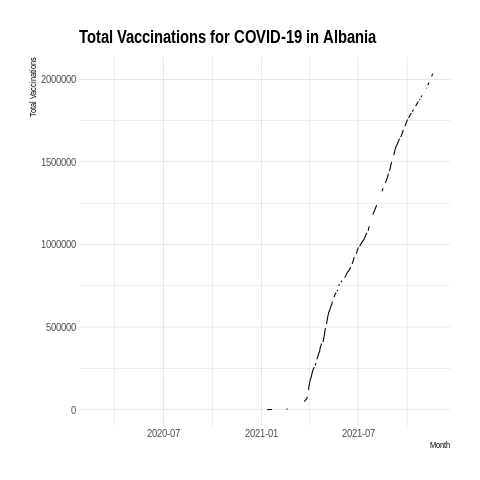 Total Vaccinations for COVID-19 in Albania
Total Vaccinations
2000000
1500000
1000000
500000
0
2020-07 2021-01 2021-07
Month